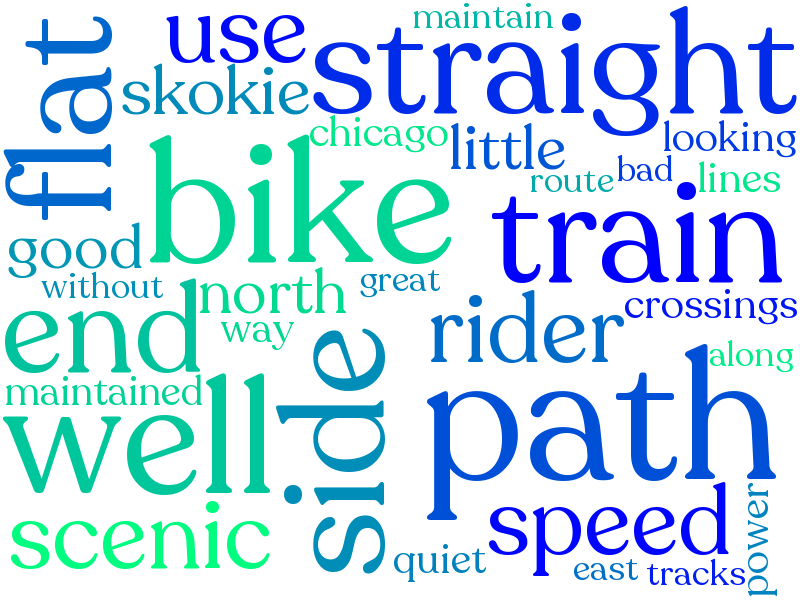 maintain
use
straight
flat
skokie
chicago
little
looking
bike
route
bad
lines
train
good
without
north
great
crossings
end
way
rider
side
along
maintained
well
path
scenic
speed
power
quiet
east
tracks